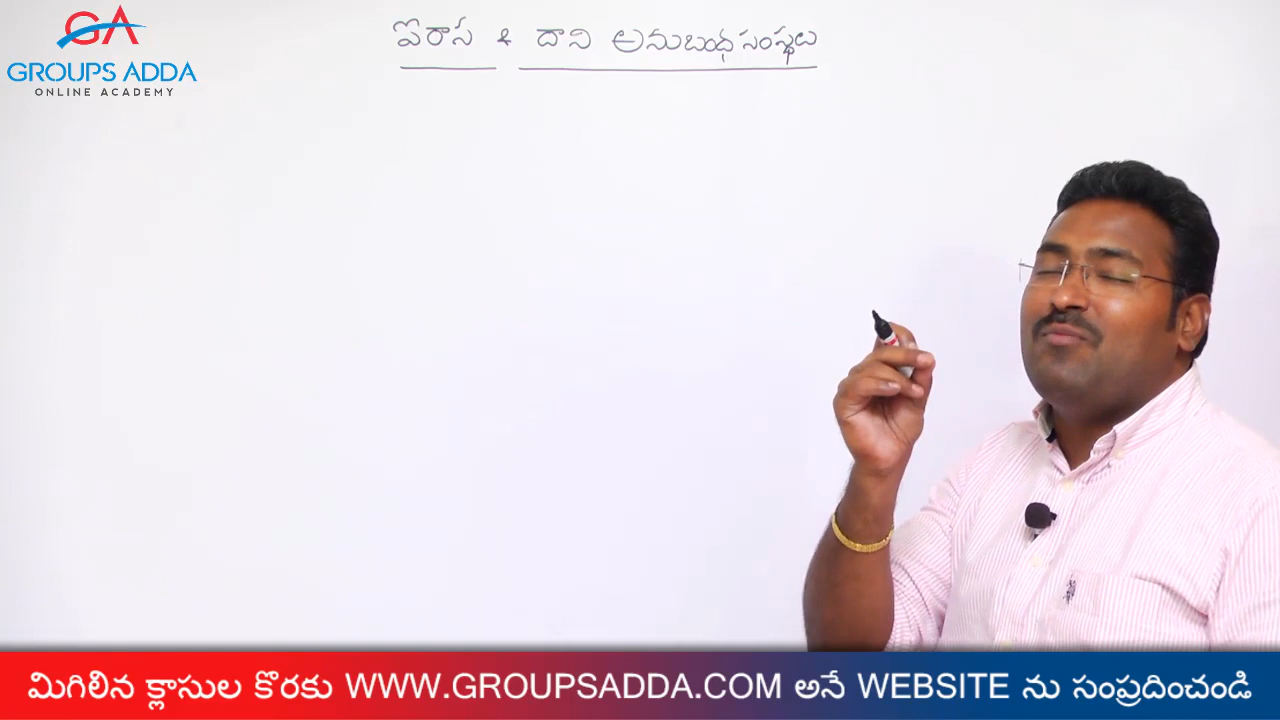 GA
GROUPS ADDA
ONLINE ACADEMY
ఐరాస & దాని అనుబంధ సంస్థలు
మిగిలిన క్లాసుల కొరకు WWW.GROUPSADDA.COM అనే WEBSITE ను సంప్రదించండి